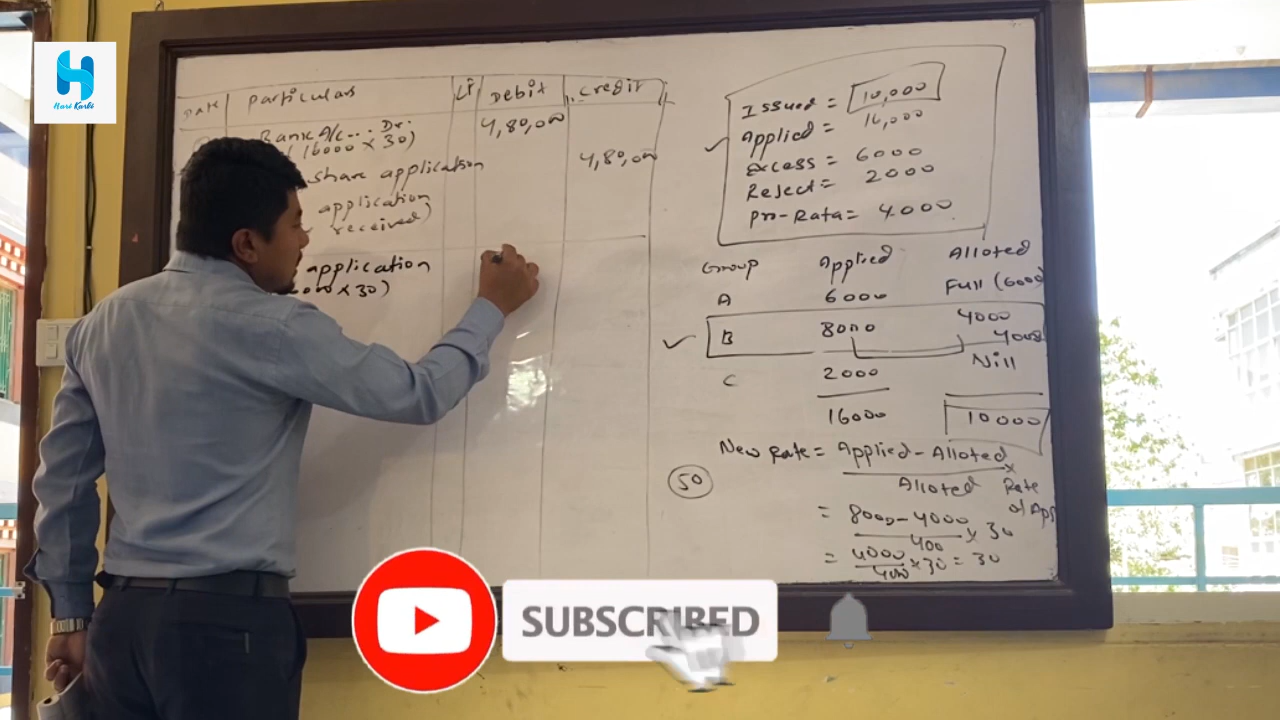 Hari Karki
Date Particulars LF Debit Credit
Bank A/c... Dr. 4,80,000
16000 × 30)
share application 4,80,000
application
received)
application
000 × 30)
Issued = 10,000
Applied = 16,000
Excess = 6000
Reject = 2000
Pro-Rata = 4000
Group Applied Alloted
A 6000 Full (6000)
B 8000 4000
4000
C 2000 Nill
16000 10000
New Rate = Applied - Alloted
Alloted × Rate of App
50
= 8000 - 4000
400 × 30
= 4000
400 × 30 = 30
SUBSCRIBED